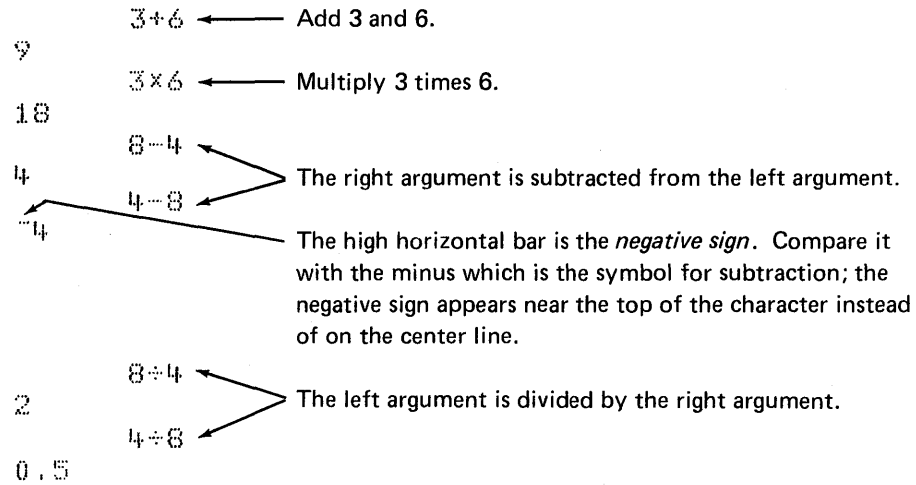 3+6 Add 3 and 6.
9
3×6 Multiply 3 times 6.
18
8-4
4 The right argument is subtracted from the left argument.
4-8
¯4
The high horizontal bar is the negative sign. Compare it
with the minus which is the symbol for subtraction; the
negative sign appears near the top of the character instead
of on the center line.
8÷4
2 The left argument is divided by the right argument.
4÷8
0.5